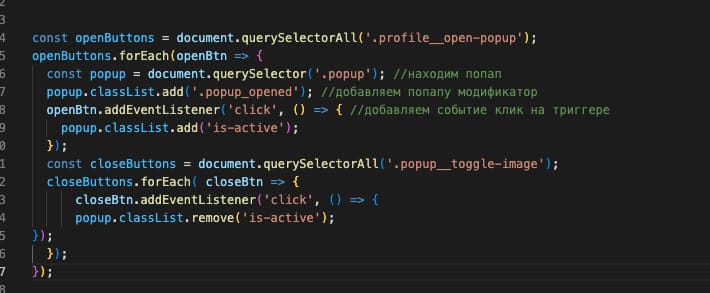 2
3
4 const openButtons = document.querySelectorAll('.profile__open-popup');
5 openButtons.forEach(openBtn => {
6 const popup = document.querySelector('.popup'); //находим попап
7 popup.classList.add('.popup_opened'); //добавляем попапу модификатор
8 openBtn.addEventListener('click', () => { //добавляем событие клик на триггере
9 popup.classList.add('is-active');
0 });
1 const closeButtons = document.querySelectorAll('.popup__toggle-image');
2 closeButtons.forEach( closeBtn => {
3 closeBtn.addEventListener('click', () => {
4 popup.classList.remove('is-active');
5 });
6 });
7 });
8